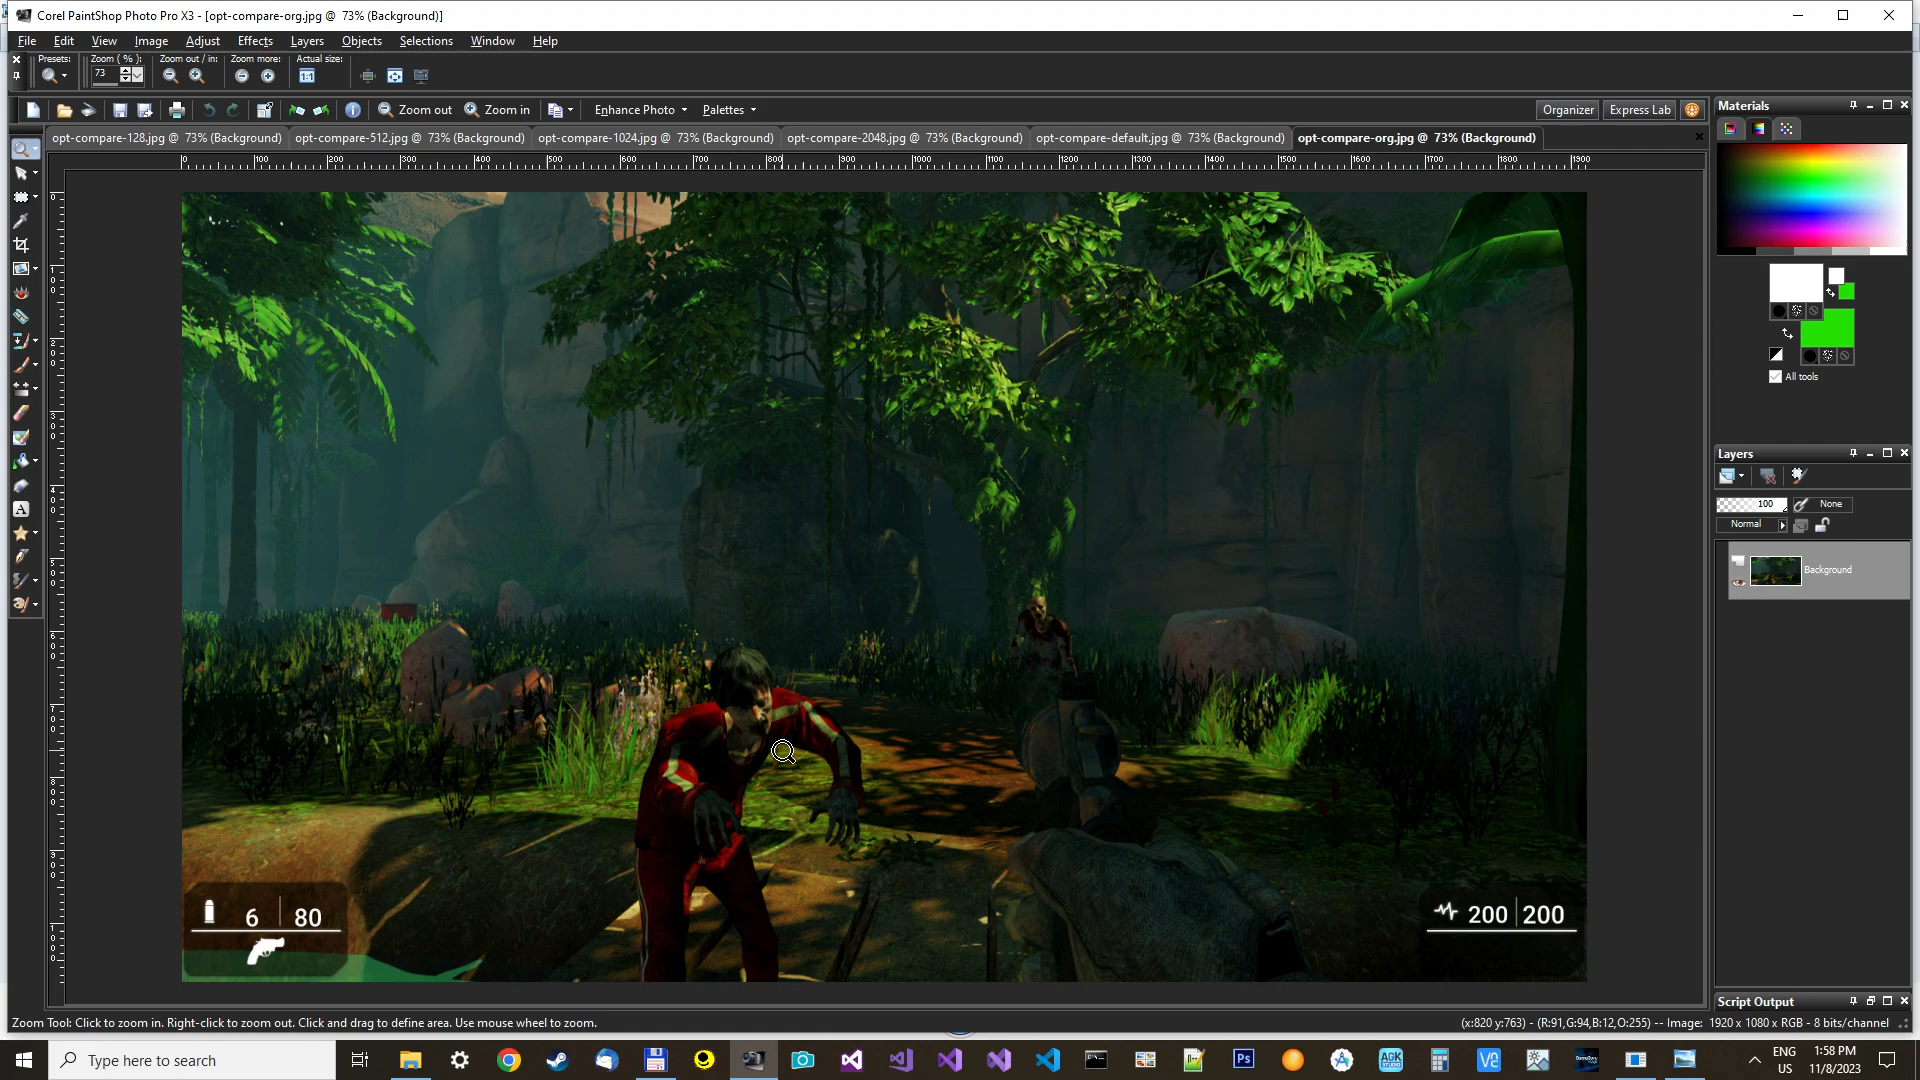 Corel PaintShop Photo Pro X3 - [opt-compare-org.jpg @ 73% (Background)]
File Edit View Image Adjust Effects Layers Objects Selections Window Help
Presets: Zoom ( % ): Zoom out / in: Zoom more: Actual size:
73 1:1
Zoom out Zoom in Enhance Photo Palettes Organizer Express Lab
opt-compare-128.jpg @ 73% (Background) opt-compare-512.jpg @ 73% (Background) opt-compare-1024.jpg @ 73% (Background) opt-compare-2048.jpg @ 73% (Background) opt-compare-default.jpg @ 73% (Background) opt-compare-org.jpg @ 73% (Background)
Materials
All tools
Layers
100 None
Normal
Background
6 80
200 200
Script Output
Zoom Tool: Click to zoom in. Right-click to zoom out. Click and drag to define area. Use mouse wheel to zoom.
(x:820 y:763) - (R:91,G:94,B:12,O:255) -- Image: 1920 x 1080 x RGB - 8 bits/channel
Type here to search
Ps
AGK
ENG
US
1:58 PM
11/8/2023